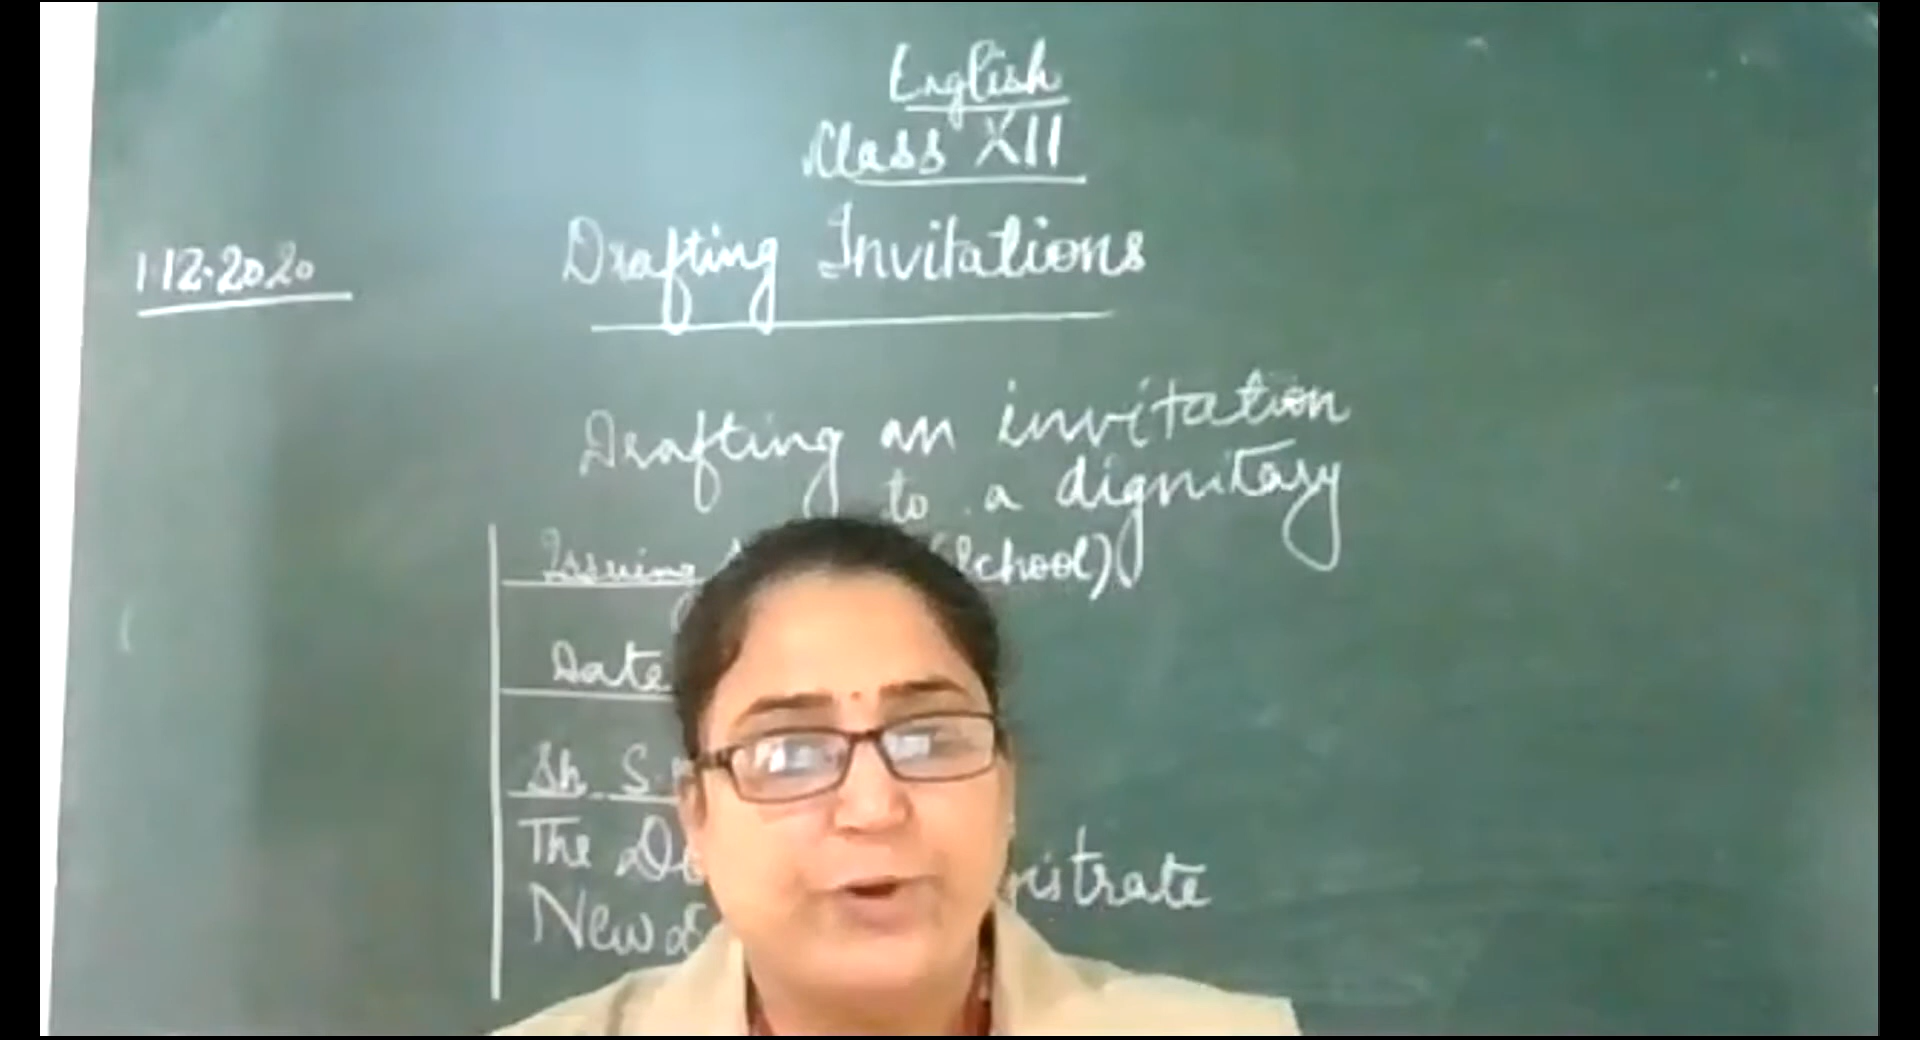 English
Class XII
1.12.2020
Drafting Invitations
Drafting an invitation
to a dignitary
Issuing (School)
Date
Sh. S.
The
New